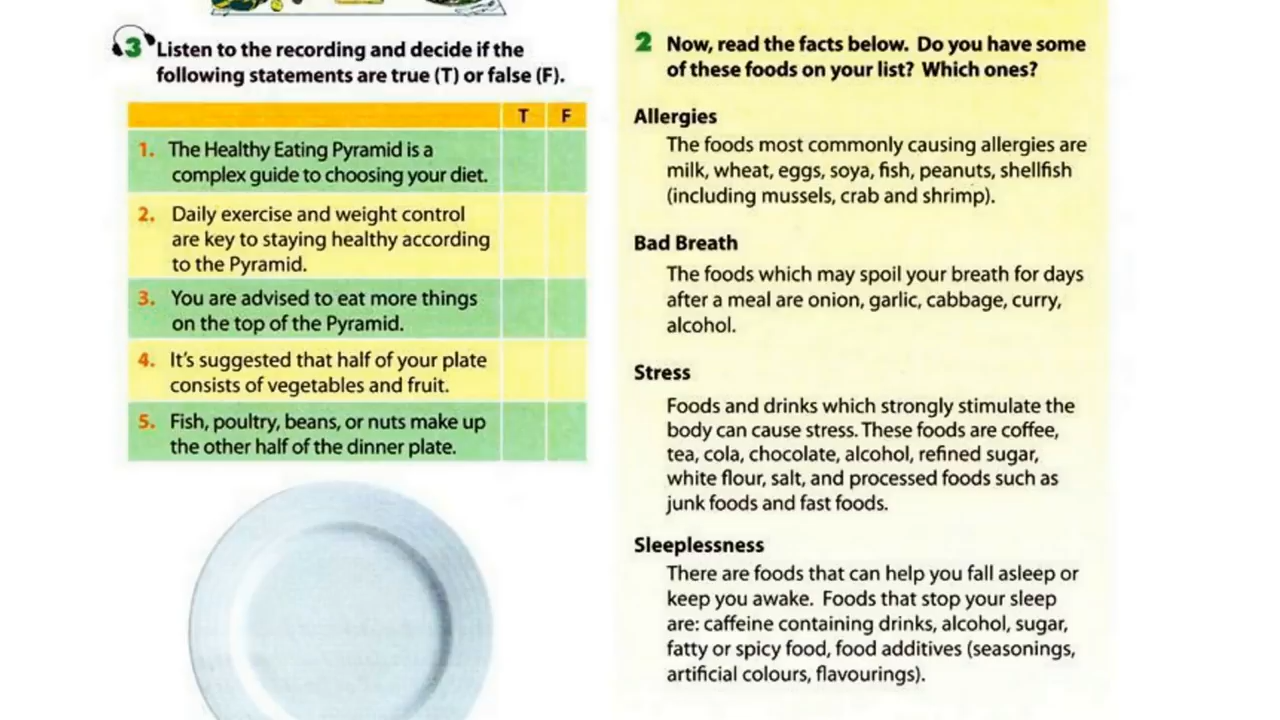 3 Listen to the recording and decide if the
following statements are true (T) or false (F).
T F
1. The Healthy Eating Pyramid is a
complex guide to choosing your diet.
2. Daily exercise and weight control
are key to staying healthy according
to the Pyramid.
3. You are advised to eat more things
on the top of the Pyramid.
4. It's suggested that half of your plate
consists of vegetables and fruit.
5. Fish, poultry, beans, or nuts make up
the other half of the dinner plate.
2 Now, read the facts below. Do you have some
of these foods on your list? Which ones?
Allergies
The foods most commonly causing allergies are
milk, wheat, eggs, soya, fish, peanuts, shellfish
(including mussels, crab and shrimp).
Bad Breath
The foods which may spoil your breath for days
after a meal are onion, garlic, cabbage, curry,
alcohol.
Stress
Foods and drinks which strongly stimulate the
body can cause stress. These foods are coffee,
tea, cola, chocolate, alcohol, refined sugar,
white flour, salt, and processed foods such as
junk foods and fast foods.
Sleeplessness
There are foods that can help you fall asleep or
keep you awake. Foods that stop your sleep
are: caffeine containing drinks, alcohol, sugar,
fatty or spicy food, food additives (seasonings,
artificial colours, flavourings).